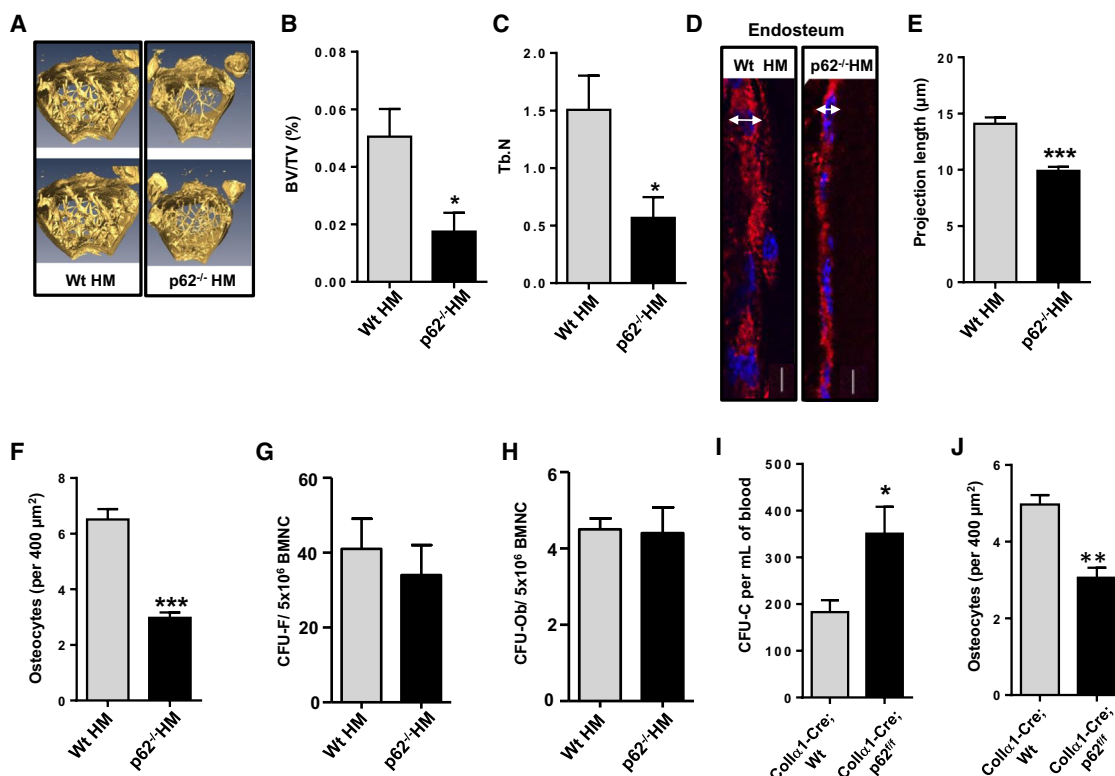 A
Wt HM
p62-/- HM
B
BV/TV (%)
0.08
0.06
0.04
0.02
0.00
*
Wt HM
p62-/-HM
C
Tb.N
2.0
1.5
1.0
0.5
0.0
*
Wt HM
p62-/-HM
D
Endosteum
Wt HM
p62-/-HM
E
Projection length (µm)
20
15
10
5
0
***
Wt HM
p62-/-HM
F
Osteocytes (per 400 µm²)
8
6
4
2
0
***
Wt HM
p62-/-HM
G
CFU-F/ 5x10⁶ BMNC
60
40
20
0
Wt HM
p62-/-HM
H
CFU-Ob/ 5x10⁶ BMNC
6
4
2
0
Wt HM
p62-/-HM
I
CFU-C per mL of blood
500
400
300
200
100
0
*
ColIα1-Cre;
Wt
ColIα1-Cre;
p62f/f
J
Osteocytes (per 400 µm²)
6
4
2
0
**
ColIα1-Cre;
Wt
ColIα1-Cre;
p62f/f